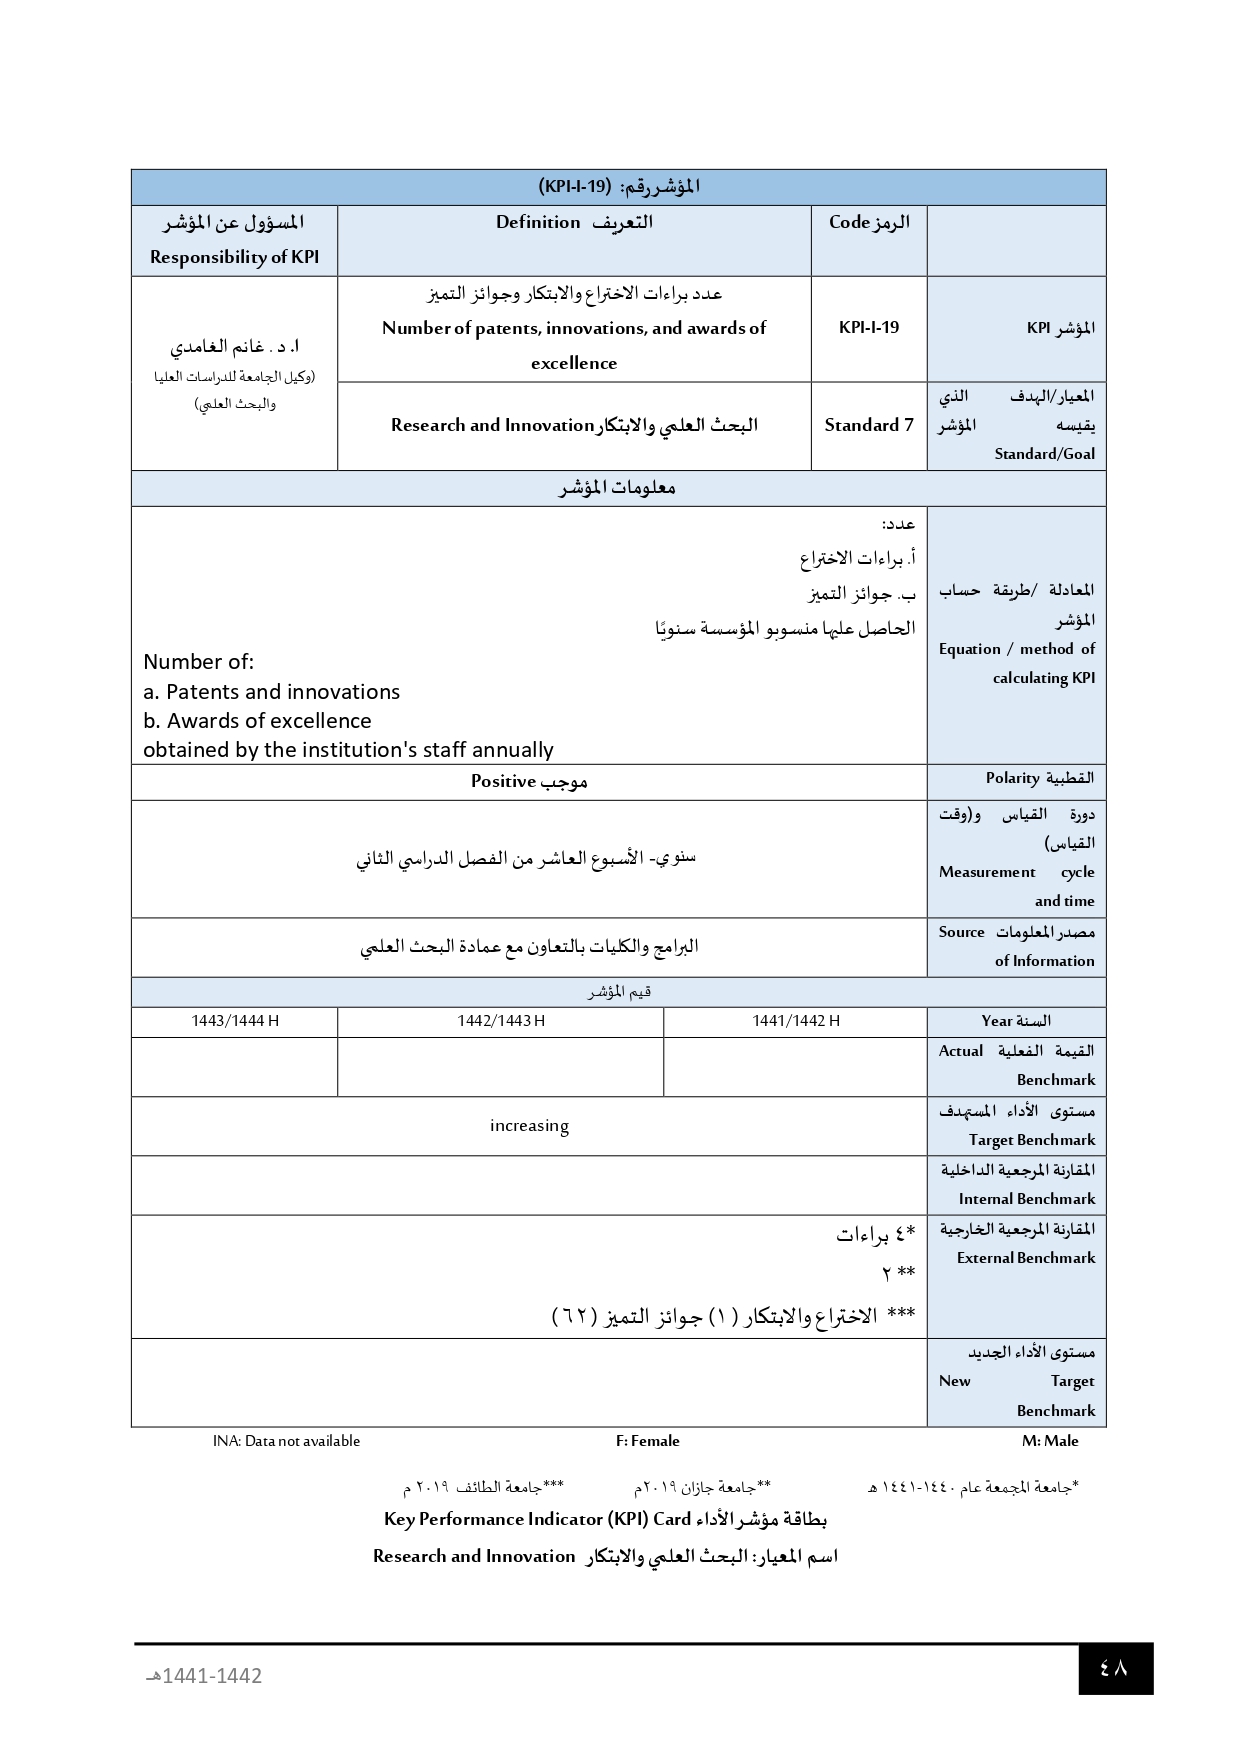 المؤشر رقم: (KPI-I-19)
الرمز Code
التعريف Definition
المسؤول عن المؤشر
Responsibility of KPI
المؤشر KPI
KPI-I-19
عدد براءات الاختراع والابتكار وجوائز التميز
Number of patents, innovations, and awards of
excellence
ا. د . غانم الغامدي
(وكيل الجامعة للدراسات العليا
والبحث العلمي)
المعيار/الهدف الذي
يقيسه المؤشر
Standard/Goal
Standard 7
البحث العلمي والابتكار Research and Innovation
معلومات المؤشر
المعادلة /طريقة حساب
المؤشر
Equation / method of
calculating KPI
عدد:
أ. براءات الاختراع
ب. جوائز التميز
الحاصل عليها منسوبو المؤسسة سنويًا
Number of:
a. Patents and innovations
b. Awards of excellence
obtained by the institution's staff annually
القطبية Polarity
موجب Positive
دورة القياس و(وقت
القياس)
Measurement cycle
and time
سنوي- الأسبوع العاشر من الفصل الدراسي الثاني
مصدر المعلومات Source
of Information
البرامج والكليات بالتعاون مع عمادة البحث العلمي
قيم المؤشر
السنة Year
1441/1442 H
1442/1443 H
1443/1444 H
القيمة الفعلية Actual
Benchmark
مستوى الأداء المستهدف
Target Benchmark
increasing
المقارنة المرجعية الداخلية
Internal Benchmark
المقارنة المرجعية الخارجية
External Benchmark
*٤ براءات
** ٢
*** الاختراع والابتكار (١) جوائز التميز (٦٢)
مستوى الأداء الجديد
New Target
Benchmark
M: Male
F: Female
INA: Data not available
*جامعة المجمعة عام ١٤٤٠-١٤٤١ هـ
**جامعة جازان ٢٠١٩م
***جامعة الطائف ٢٠١٩ م
بطاقة مؤشر الأداء Key Performance Indicator (KPI) Card
اسم المعيار: البحث العلمي والابتكار Research and Innovation
٤٨
1441-1442هـ